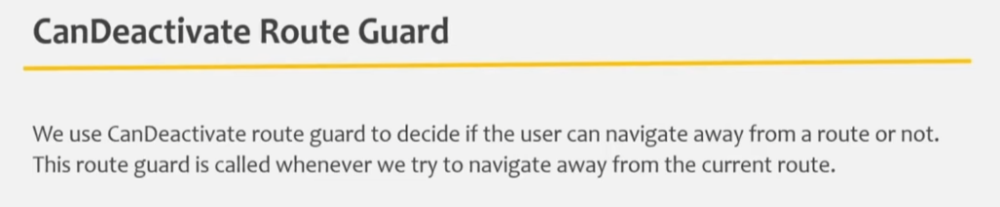 CanDeactivate Route Guard
We use CanDeactivate route guard to decide if the user can navigate away from a route or not.
This route guard is called whenever we try to navigate away from the current route.